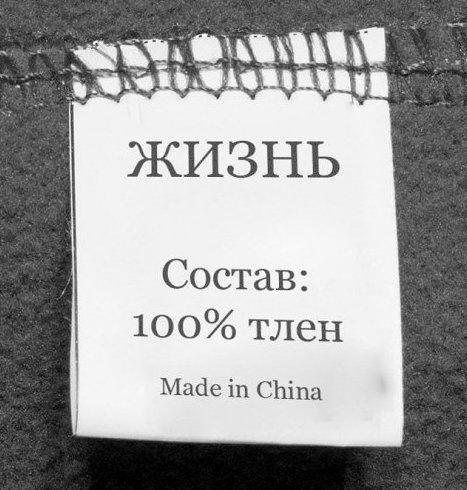 ЖИЗНЬ
Состав:
100% тлен
Made in China